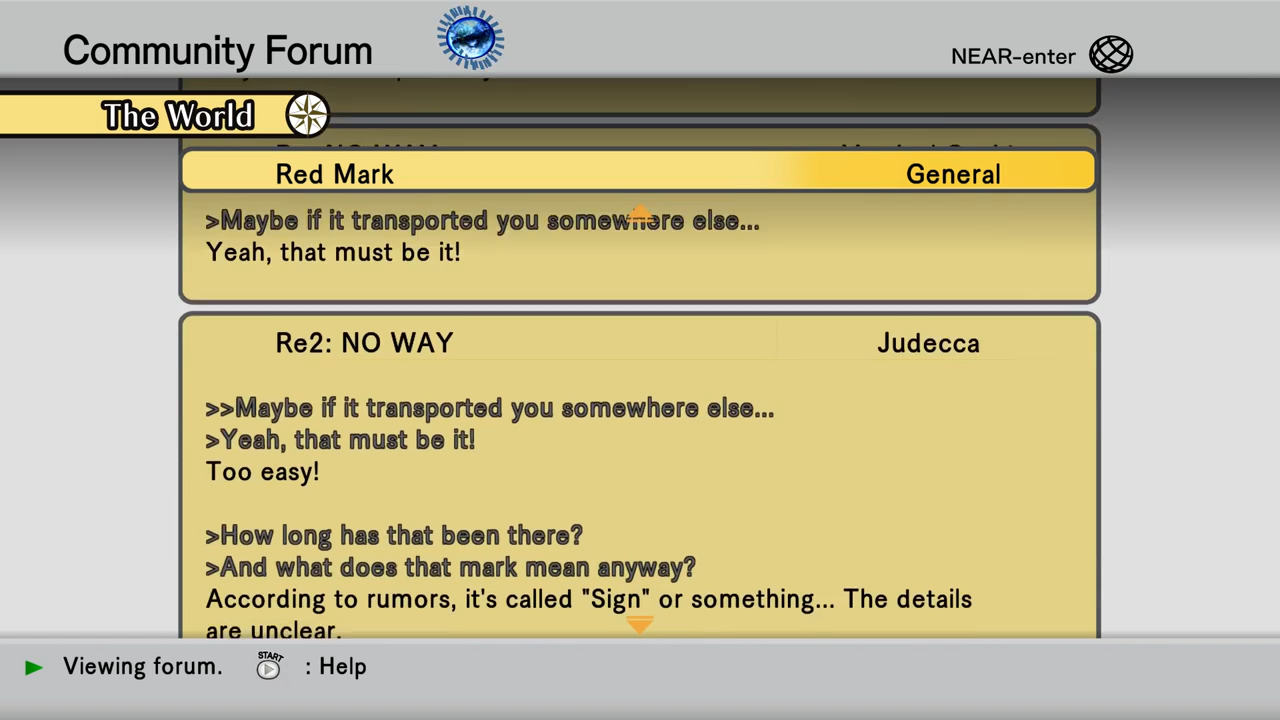 Community Forum
NEAR-enter
The World
Red Mark
General
>Maybe if it transported you somewhere else...
Yeah, that must be it!
Re2: NO WAY
Judecca
>>Maybe if it transported you somewhere else...
>Yeah, that must be it!
Too easy!
>How long has that been there?
>And what does that mark mean anyway?
According to rumors, it's called "Sign" or something... The details
are unclear.
Viewing forum.
START
: Help